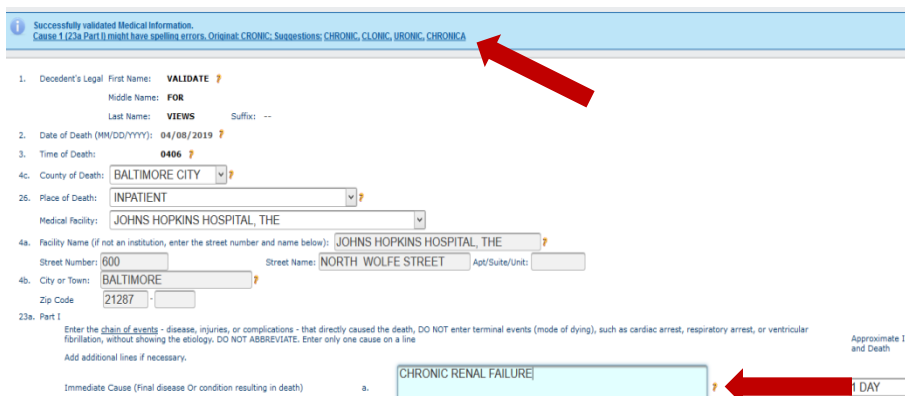 Successfully validated Medical Information.
Cause 1 (23a Part I) might have spelling errors. Original: CRONIC; Suggestions: CHRONIC, CLONIC, URONIC, CHRONICA
1. Decedent's Legal First Name: VALIDATE ?
Middle Name: FOR
Last Name: VIEWS Suffix: --
2. Date of Death (MM/DD/YYYY): 04/08/2019 ?
3. Time of Death: 0406 ?
4c. County of Death: BALTIMORE CITY ?
26. Place of Death: INPATIENT ?
Medical Facility: JOHNS HOPKINS HOSPITAL, THE
4a. Facility Name (if not an institution, enter the street number and name below): JOHNS HOPKINS HOSPITAL, THE ?
Street Number: 600 Street Name: NORTH WOLFE STREET Apt/Suite/Unit:
4b. City or Town: BALTIMORE ?
Zip Code 21287 -
23a. Part I
Enter the chain of events - disease, injuries, or complications - that directly caused the death, DO NOT enter terminal events (mode of dying), such as cardiac arrest, respiratory arrest, or ventricular
fibrillation, without showing the etiology. DO NOT ABBREVIATE. Enter only one cause on a line
Approximate I
and Death
Add additional lines if necessary.
Immediate Cause (Final disease Or condition resulting in death) a. CHRONIC RENAL FAILURE ? 1 DAY